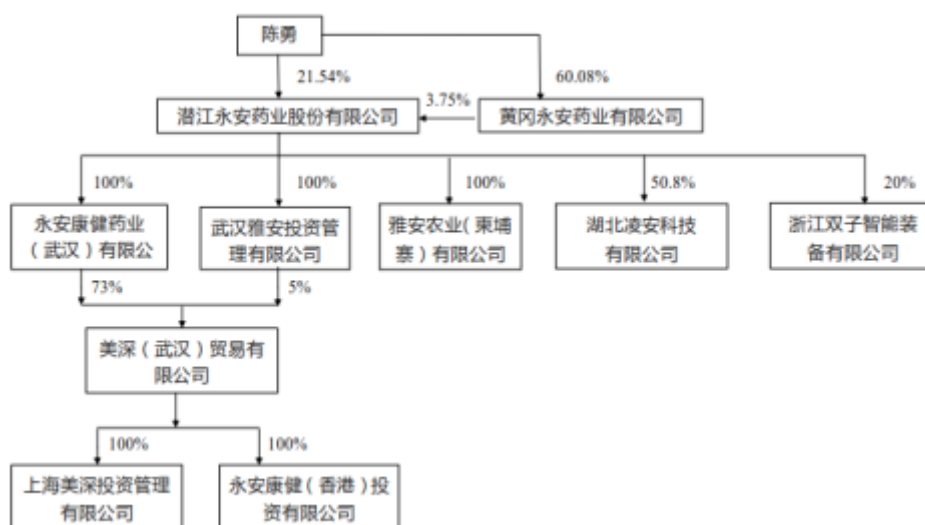 陈勇
21.54%
60.08%
潜江永安药业股份有限公司
3.75%
黄冈永安药业有限公司
100%
100%
100%
50.8%
20%
永安康健药业
（武汉）有限公
武汉雅安投资管
理有限公司
雅安农业（柬埔
寨）有限公司
湖北凌安科技
有限公司
浙江双子智能装
备有限公司
73%
5%
美深（武汉）贸易有
限公司
100%
100%
上海美深投资管理
有限公司
永安康健（香港）投
资有限公司